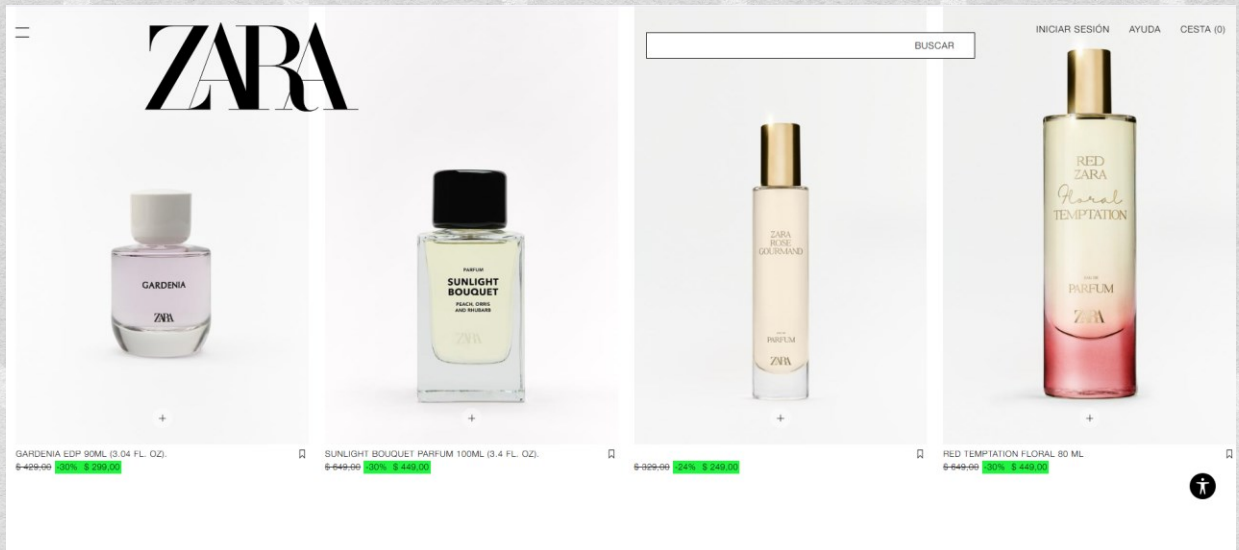 ZARA
BUSCAR
INICIAR SESIÓN AYUDA CESTA (0)
GARDENIA
ZARA
PARFUM
SUNLIGHT
BOUQUET
PEACH, ORRIS
AND RHUBARB
ZARA
ZARA
ROSE
GOURMAND
PARFUM
ZARA
RED
ZARA
Floral
TEMPTATION
PARFUM
ZARA
GARDENIA EDP 90ML (3.04 FL. OZ).
$ 429,00 -30% $ 299,00
SUNLIGHT BOUQUET PARFUM 100ML (3.4 FL. OZ).
$ 649,00 -30% $ 449,00
$ 329,00 -24% $ 249,00
RED TEMPTATION FLORAL 80 ML
$ 649,00 -30% $ 449,00